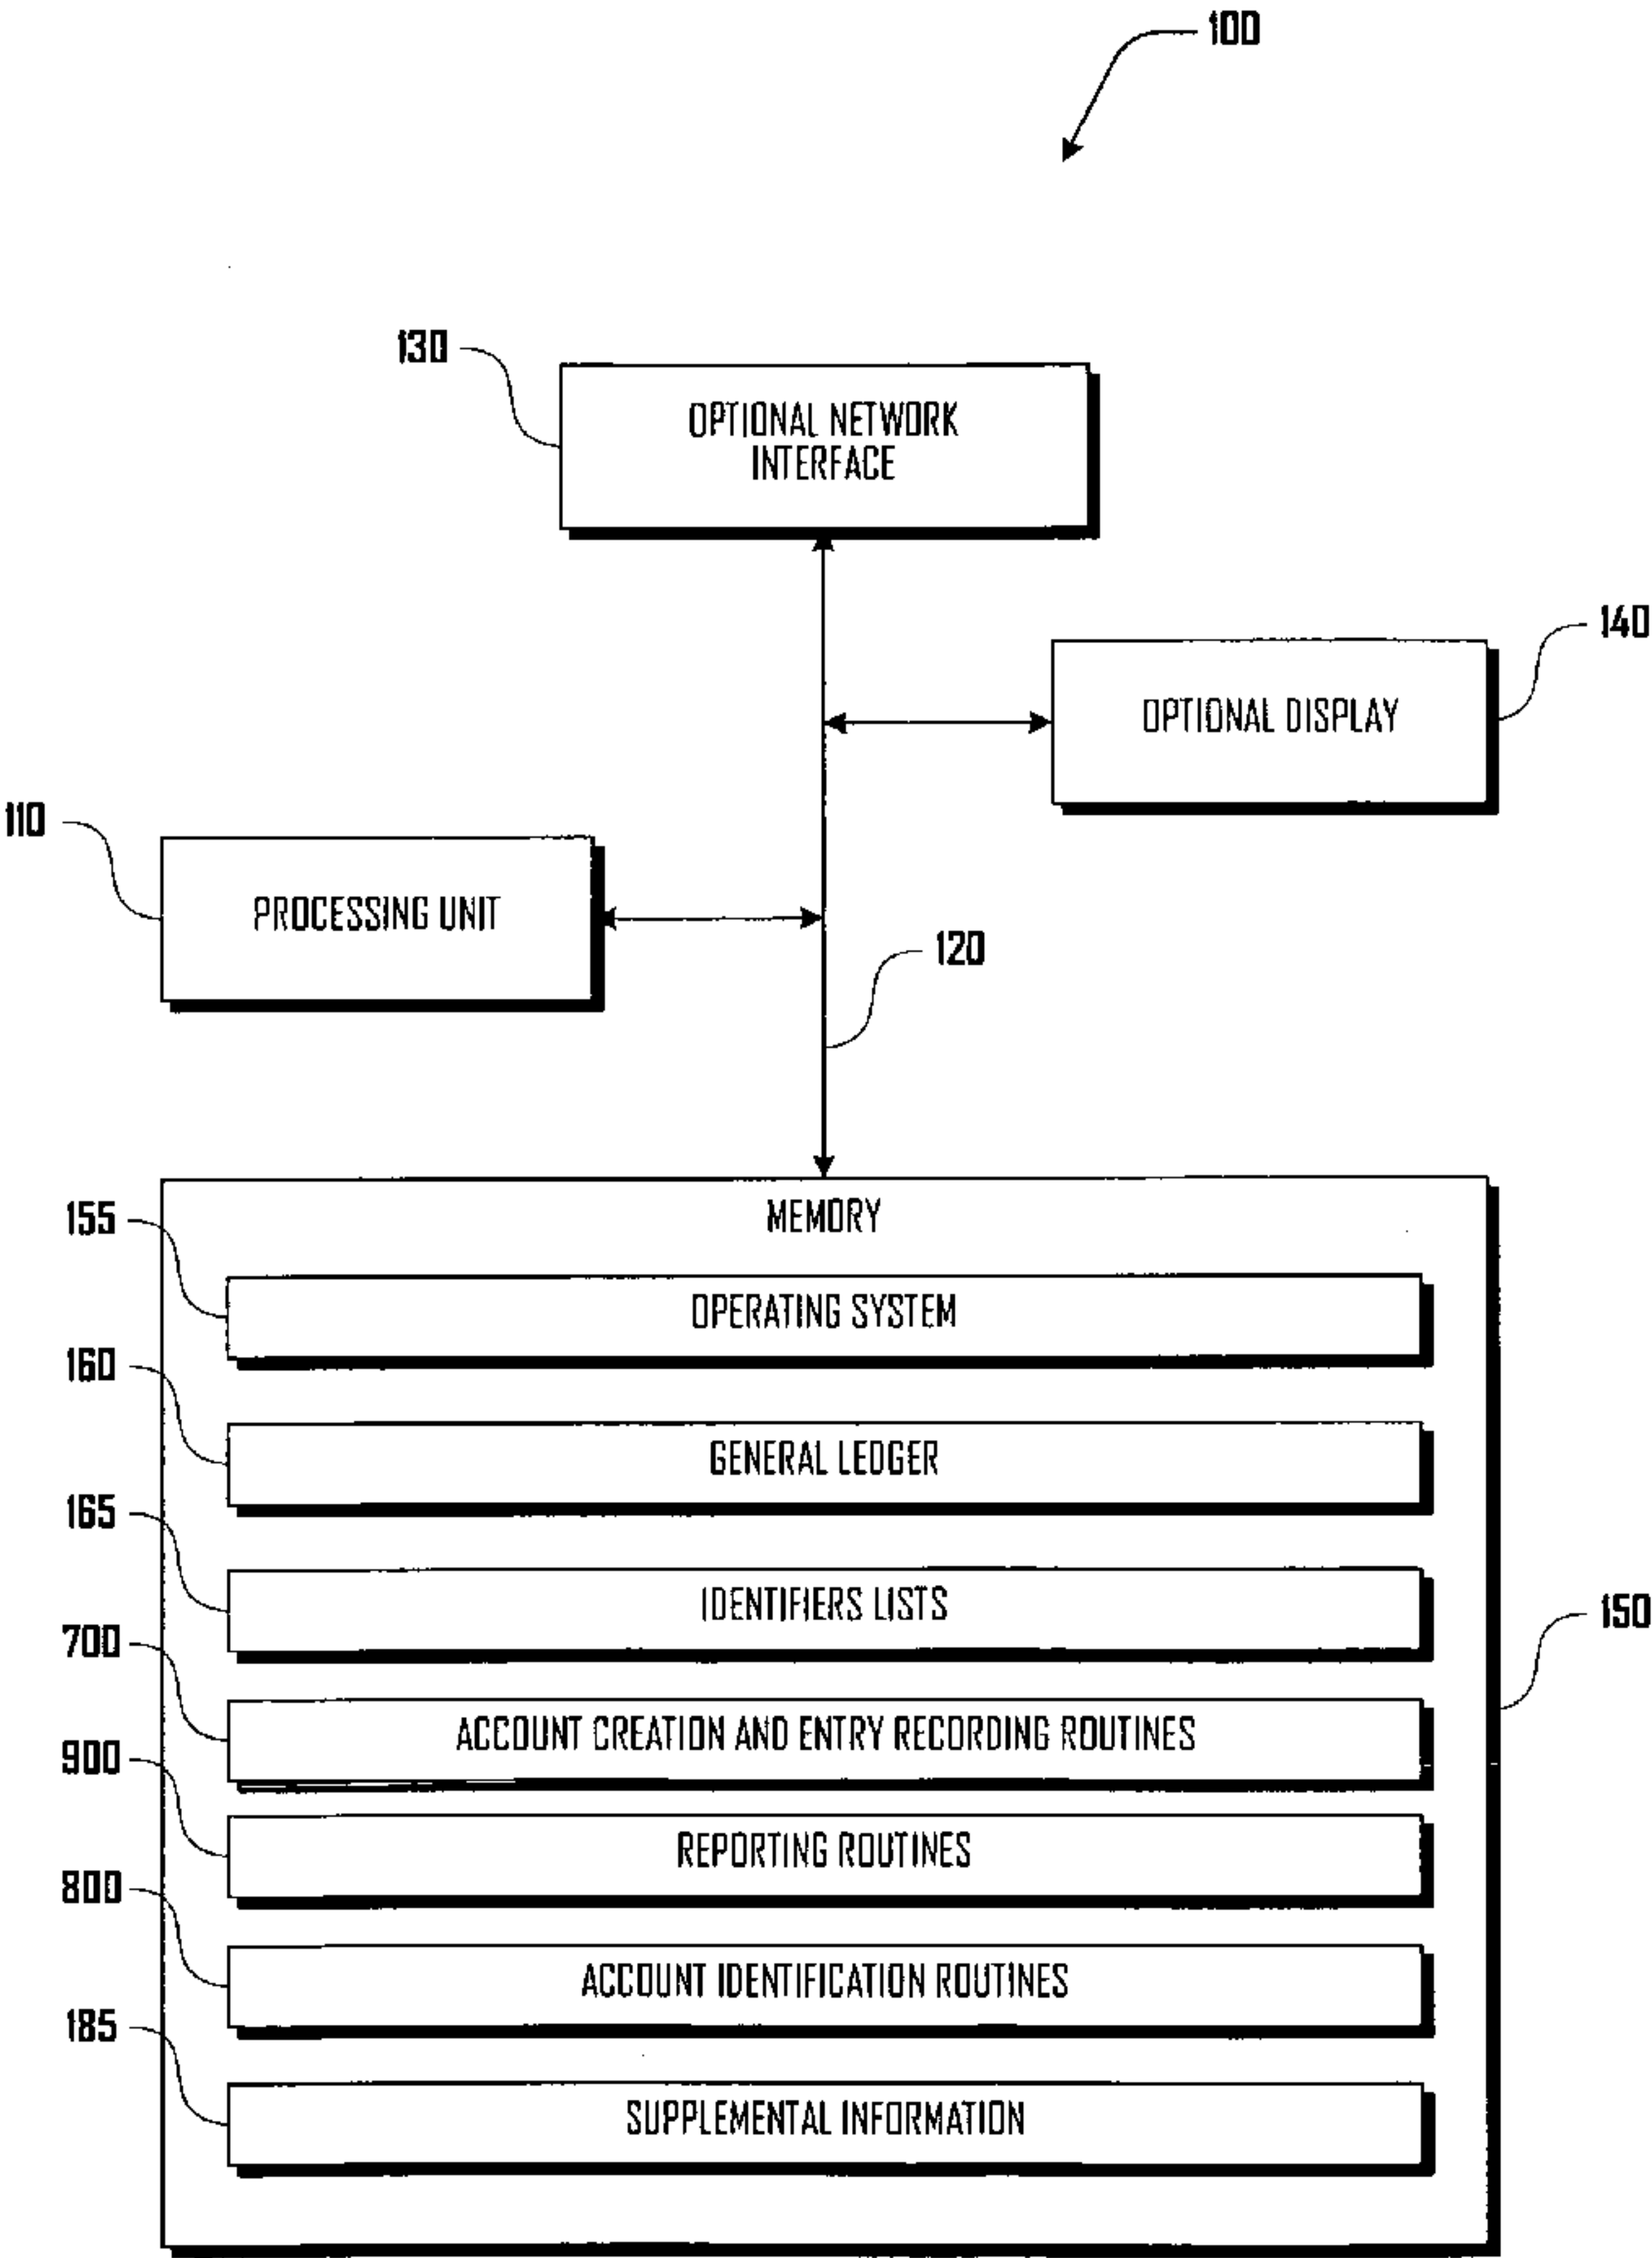 100
130
OPTIONAL NETWORK
INTERFACE
140
OPTIONAL DISPLAY
110
PROCESSING UNIT
120
MEMORY
155
OPERATING SYSTEM
160
GENERAL LEDGER
165
IDENTIFIERS LISTS
150
700
ACCOUNT CREATION AND ENTRY RECORDING ROUTINES
900
REPORTING ROUTINES
800
ACCOUNT IDENTIFICATION ROUTINES
185
SUPPLEMENTAL INFORMATION